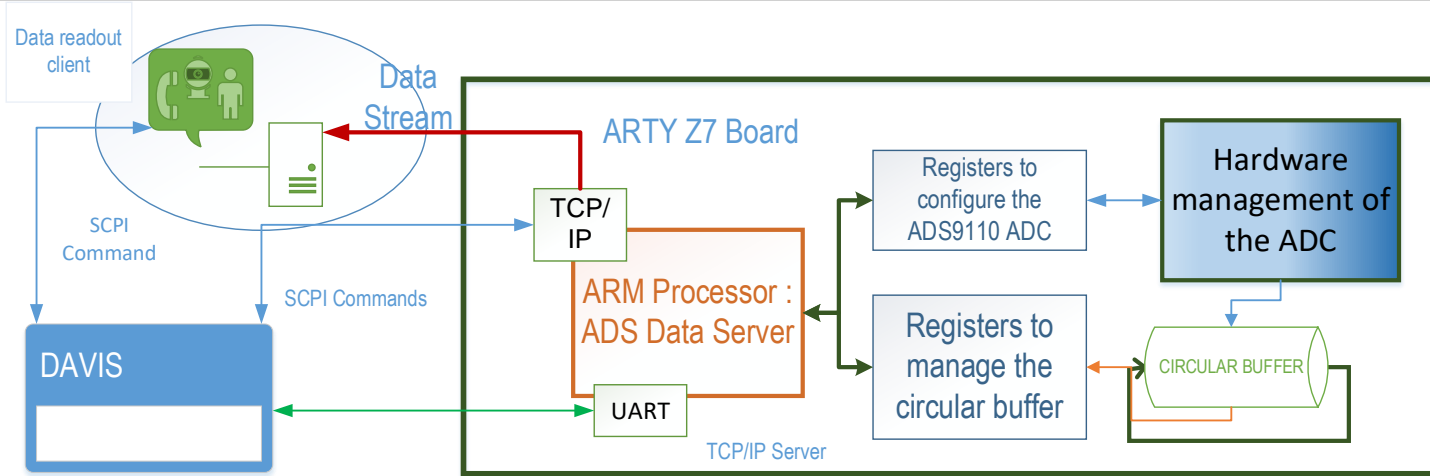 Data readout
client
Data
Stream
ARTY Z7 Board
Registers to
configure the
ADS9110 ADC
Hardware
management of
the ADC
TCP/
IP
SCPI
Command
SCPI Commands
ARM Processor :
ADS Data Server
Registers to
manage the
circular buffer
CIRCULAR BUFFER
DAVIS
UART
TCP/IP Server